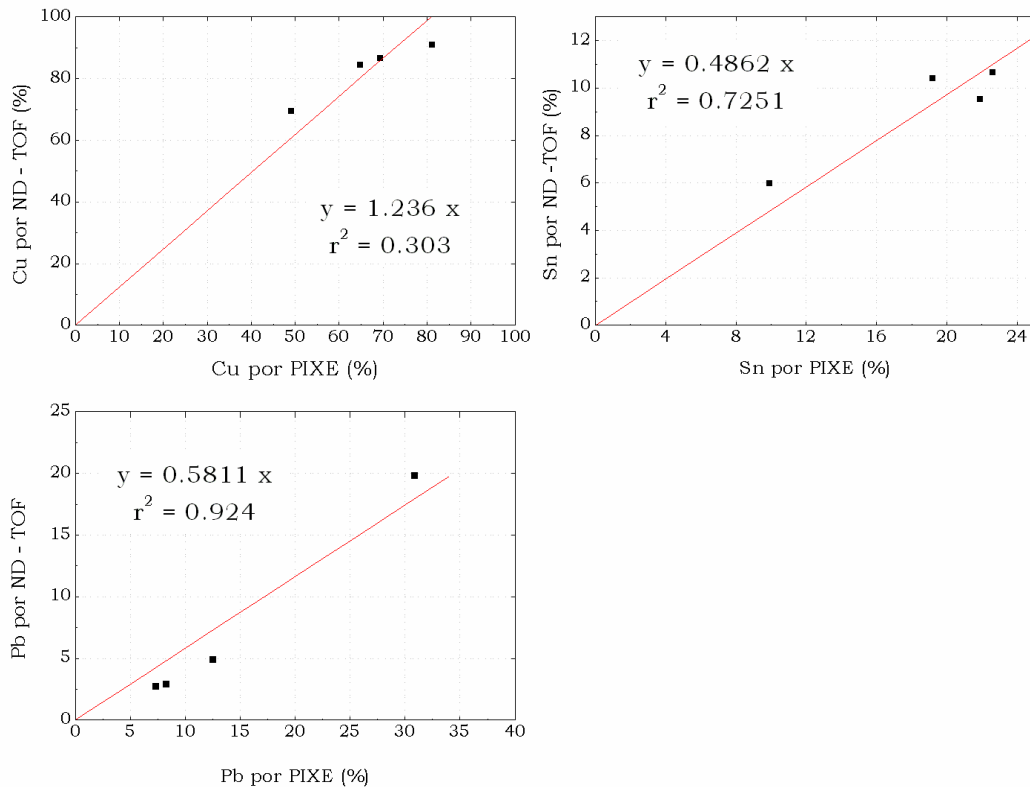 100
80
60
40
20
0
0 10 20 30 40 50 60 70 80 90 100
Cu por ND - TOF (%)
Cu por PIXE (%)
y = 1.236 x
r² = 0.303
12
10
8
6
4
2
0
0 4 8 12 16 20 24
Sn por ND -TOF (%)
Sn por PIXE (%)
y = 0.4862 x
r² = 0.7251
25
20
15
10
5
0
0 5 10 15 20 25 30 35 40
Pb por ND - TOF
Pb por PIXE (%)
y = 0.5811 x
r² = 0.924